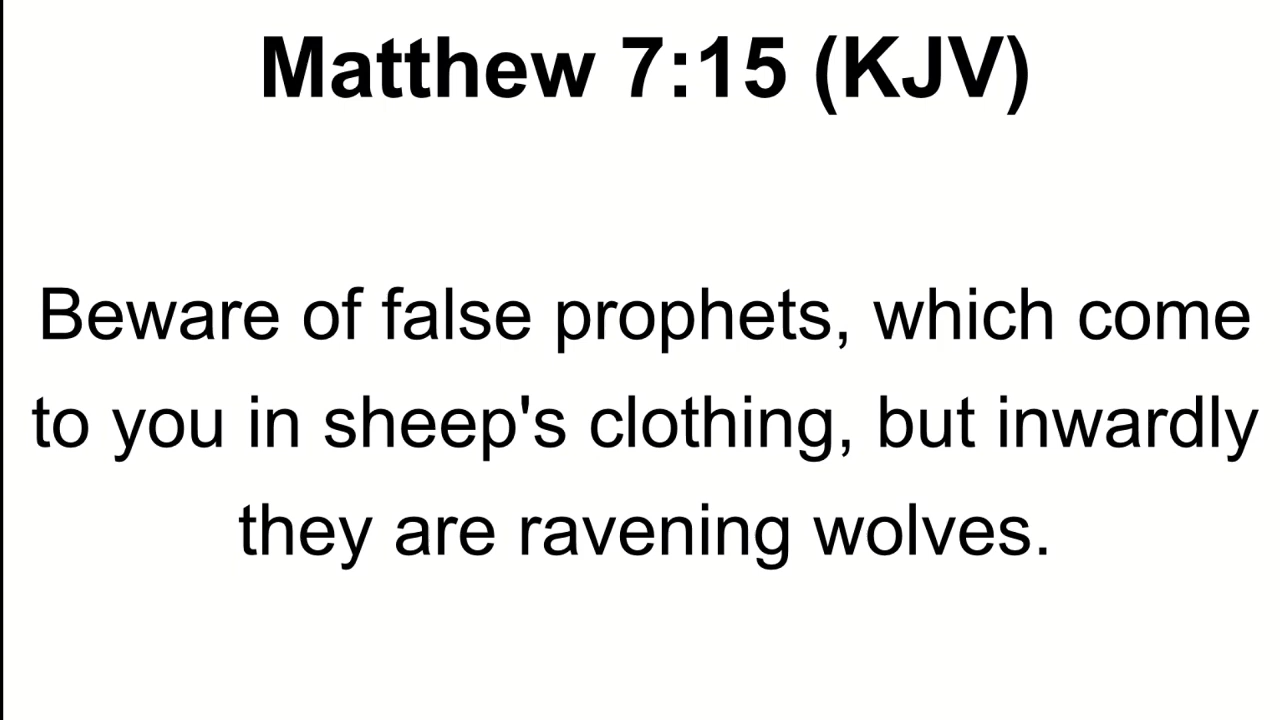 Matthew 7:15 (KJV)
Beware of false prophets, which come
to you in sheep's clothing, but inwardly
they are ravening wolves.